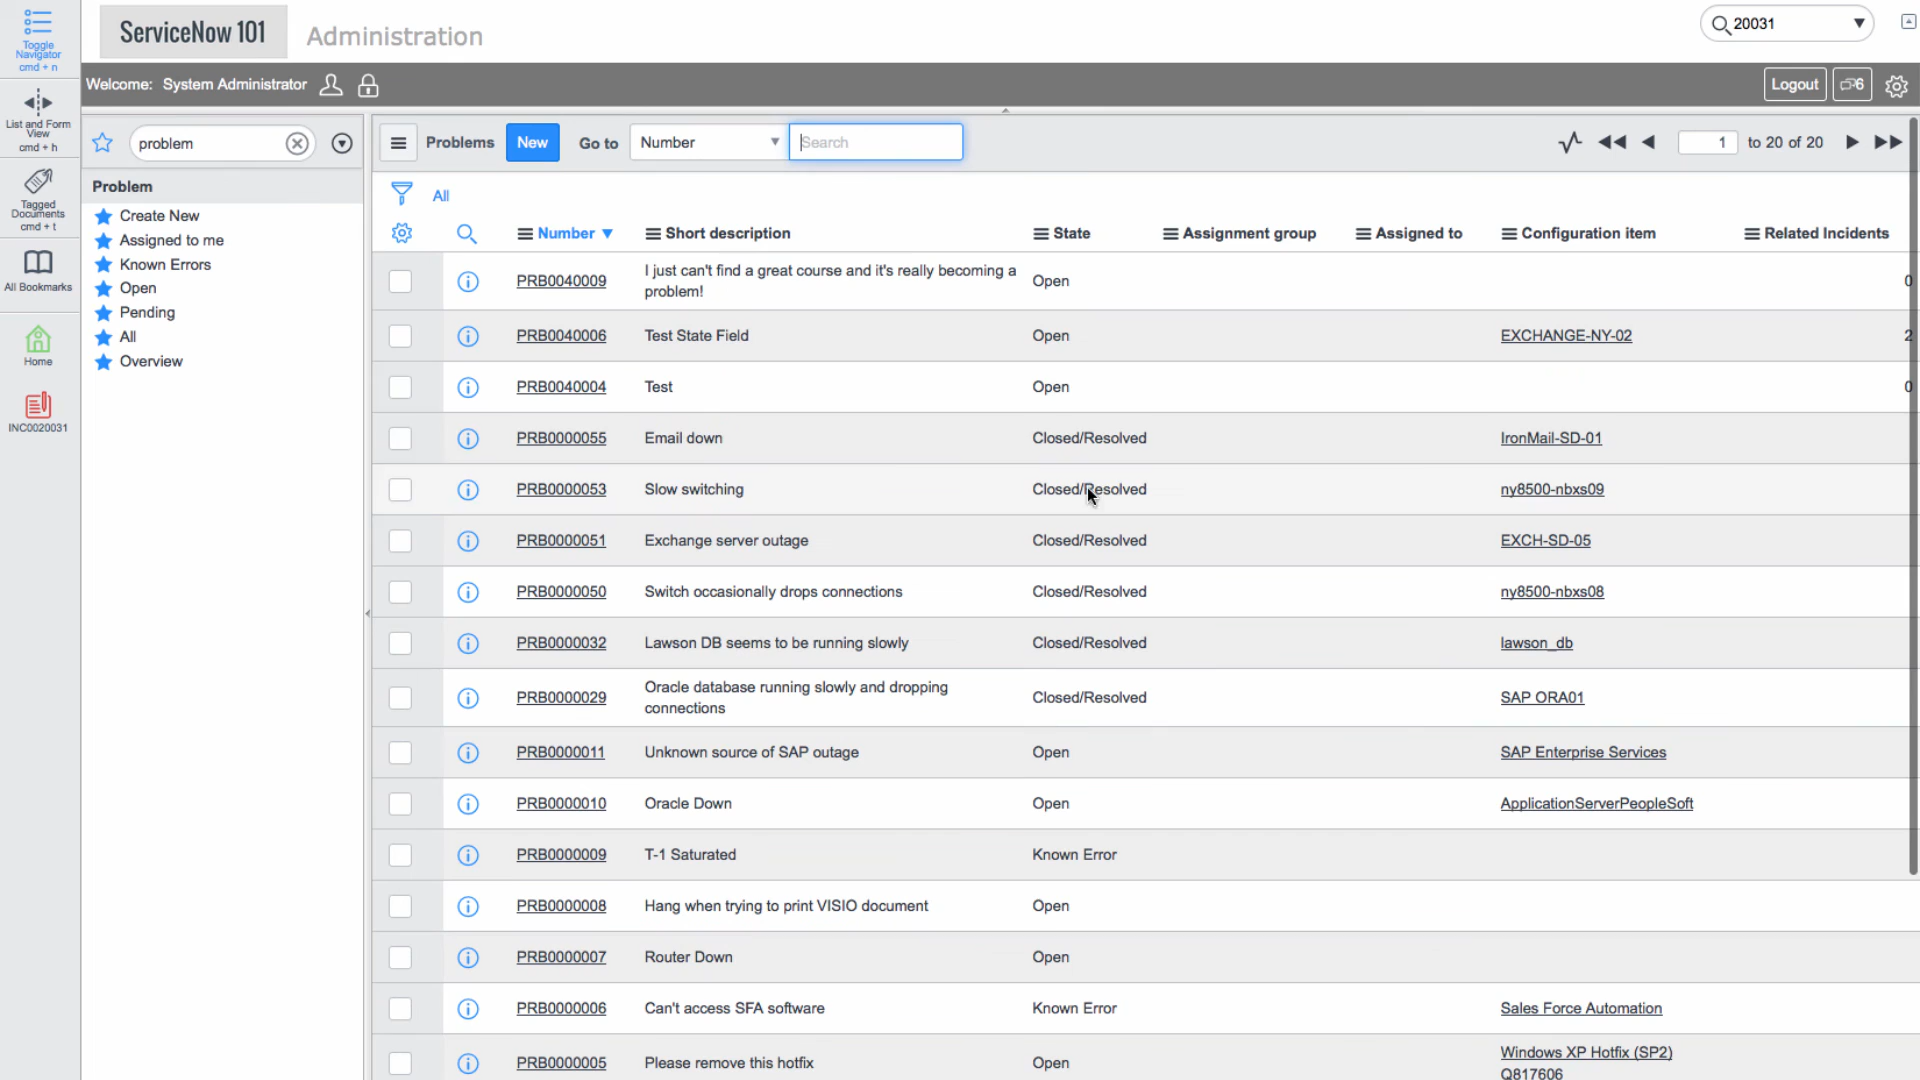 ServiceNow 101
Administration
20031
Toggle
Navigator
cmd + n
List and Form
View
cmd + h
Tagged
Documents
cmd + t
All Bookmarks
Home
INC0020031
Welcome: System Administrator
Logout
6
problem
Problem
Create New
Assigned to me
Known Errors
Open
Pending
All
Overview
Problems New Go to Number Search
1 to 20 of 20
All
Number Short description State Assignment group Assigned to Configuration item Related Incidents
PRB0040009 I just can't find a great course and it's really becoming a Open 0
problem!
PRB0040006 Test State Field Open EXCHANGE-NY-02 2
PRB0040004 Test Open 0
PRB0000055 Email down Closed/Resolved IronMail-SD-01
PRB0000053 Slow switching Closed/Resolved ny8500-nbxs09
PRB0000051 Exchange server outage Closed/Resolved EXCH-SD-05
PRB0000050 Switch occasionally drops connections Closed/Resolved ny8500-nbxs08
PRB0000032 Lawson DB seems to be running slowly Closed/Resolved lawson_db
PRB0000029 Oracle database running slowly and dropping Closed/Resolved SAP ORA01
connections
PRB0000011 Unknown source of SAP outage Open SAP Enterprise Services
PRB0000010 Oracle Down Open ApplicationServerPeopleSoft
PRB0000009 T-1 Saturated Known Error
PRB0000008 Hang when trying to print VISIO document Open
PRB0000007 Router Down Open
PRB0000006 Can't access SFA software Known Error Sales Force Automation
PRB0000005 Please remove this hotfix Open Windows XP Hotfix (SP2)
Q817606